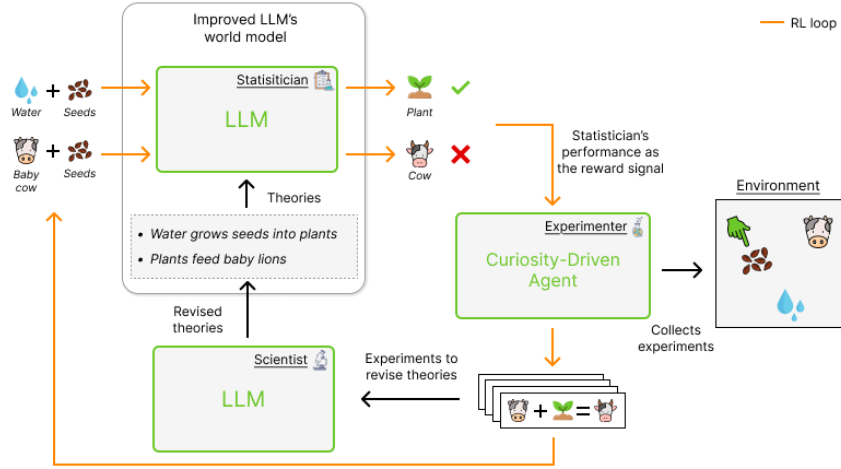 Improved LLM's
world model
RL loop
Statisitician
LLM
Water
+
Seeds
Plant
Baby
cow
+
Seeds
Cow
Statistician's
performance as
the reward signal
Theories
• Water grows seeds into plants
• Plants feed baby lions
Environment
Experimenter
Curiosity-Driven
Agent
Collects
experiments
Revised
theories
Scientist
LLM
Experiments to
revise theories
+ =